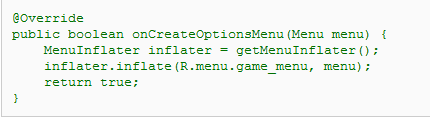 @Override
public boolean onCreateOptionsMenu(Menu menu) {
    MenuInflater inflater = getMenuInflater();
    inflater.inflate(R.menu.game_menu, menu);
    return true;
}